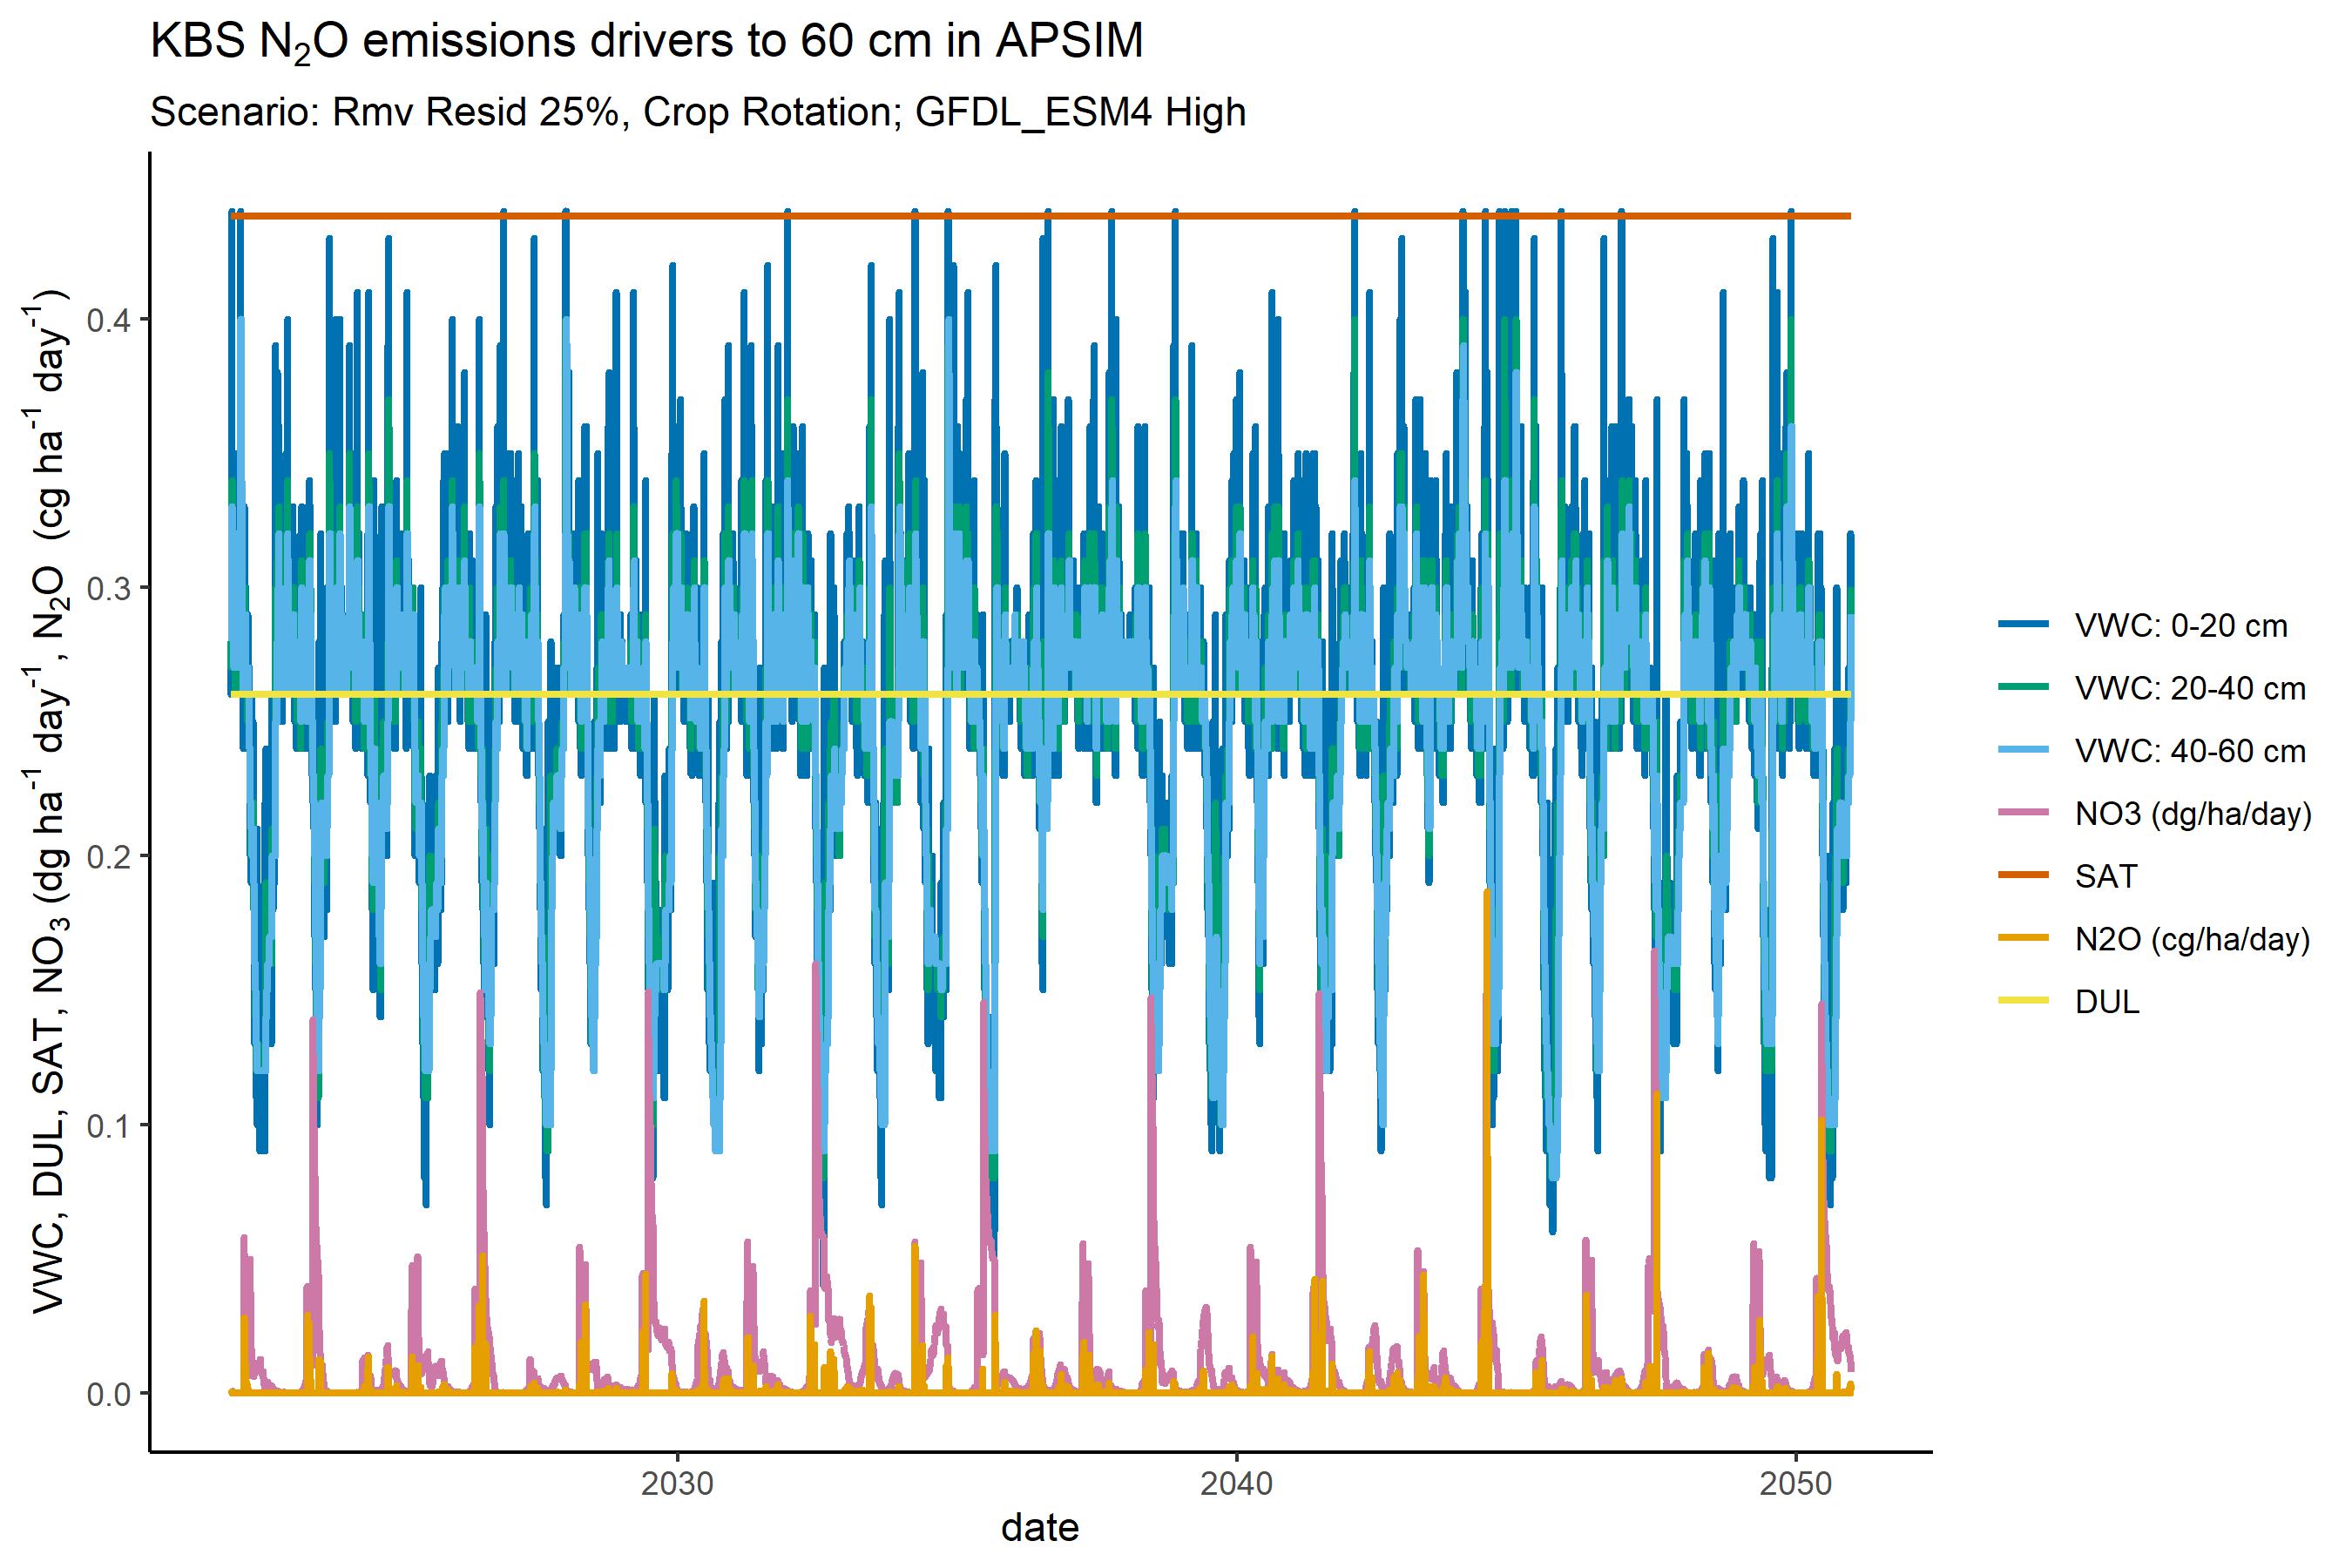 KBS N₂O emissions drivers to 60 cm in APSIM
Scenario: Rmv Resid 25%, Crop Rotation; GFDL_ESM4 High
VWC, DUL, SAT, NO₃ (dg ha⁻¹ day⁻¹, N₂O (cg ha⁻¹ day⁻¹)
0.4
0.3
0.2
0.1
0.0
2030 2040 2050
date
VWC: 0-20 cm
VWC: 20-40 cm
VWC: 40-60 cm
NO3 (dg/ha/day)
SAT
N2O (cg/ha/day)
DUL